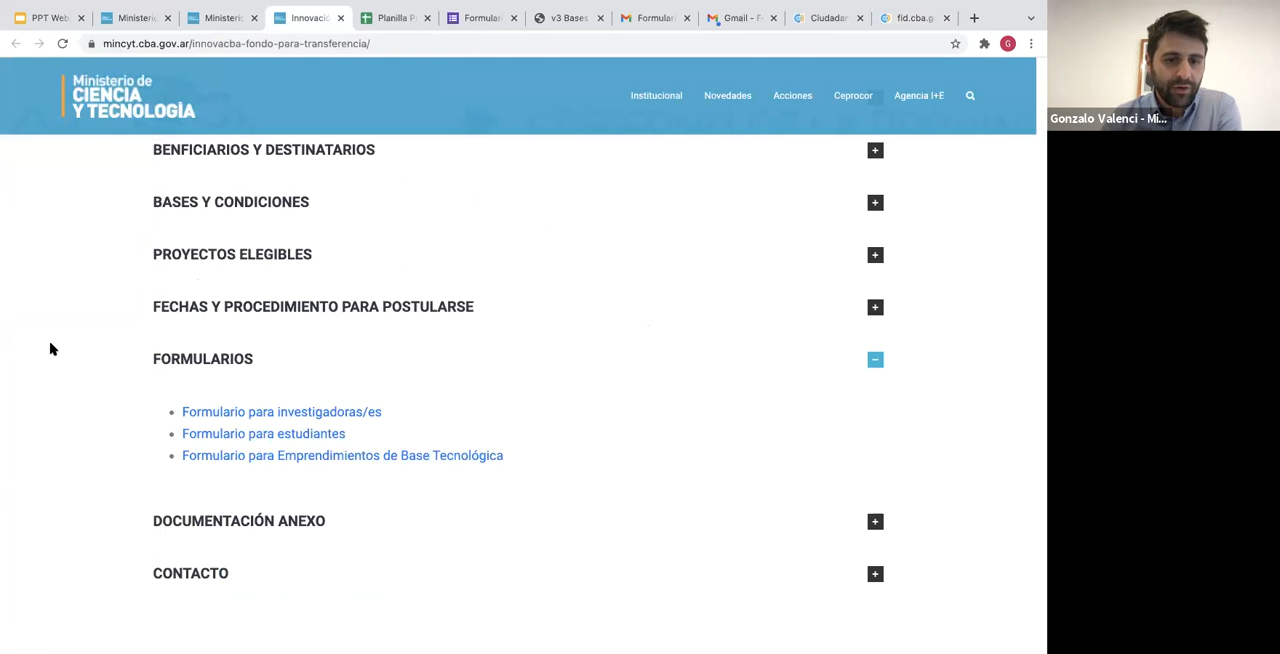 PPT Web
Ministeric
Ministeric
Innovació
Planilla P
Formular
v3 Bases
Formular
Gmail - F
Ciudadar
fid.cba.g
mincyt.cba.gov.ar/innovacba-fondo-para-transferencia/
G
Ministerio de
CIENCIA
Y TECNOLOGÍA
Institucional
Novedades
Acciones
Ceprocor
Agencia I+E
Gonzalo Valenci - Mi...
BENFICIARIOS Y DESTINATARIOS
BASES Y CONDICIONES
PROYECTOS ELEGIBLES
FECHAS Y PROCEDIMIENTO PARA POSTULARSE
FORMULARIOS
Formulario para investigadoras/es
Formulario para estudiantes
Formulario para Emprendimientos de Base Tecnológica
DOCUMENTACIÓN ANEXO
CONTACTO